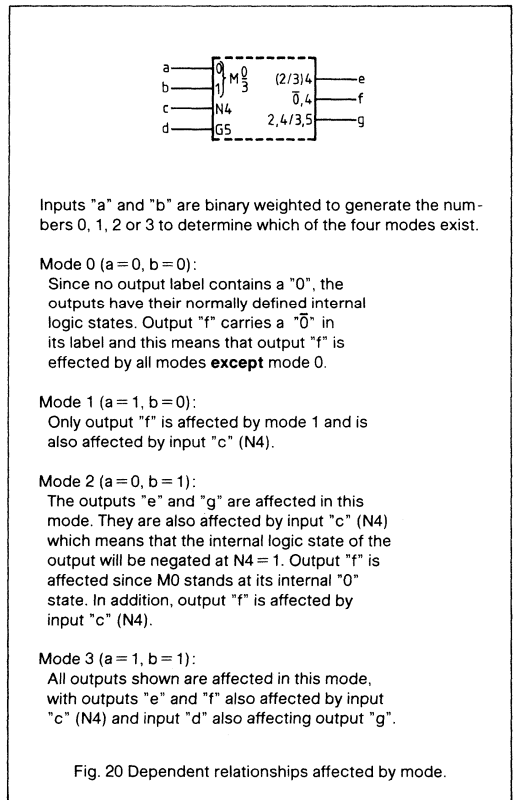 a 0 M 0/3 (2/3)4 e
b 1 0̅,4 f
c N4 2,4/3,5 g
d G5
Inputs "a" and "b" are binary weighted to generate the num-
bers 0, 1, 2 or 3 to determine which of the four modes exist.
Mode 0 (a = 0, b = 0):
Since no output label contains a "0", the
outputs have their normally defined internal
logic states. Output "f" carries a "0̅" in
its label and this means that output "f" is
effected by all modes except mode 0.
Mode 1 (a = 1, b = 0):
Only output "f" is affected by mode 1 and is
also affected by input "c" (N4).
Mode 2 (a = 0, b = 1):
The outputs "e" and "g" are affected in this
mode. They are also affected by input "c" (N4)
which means that the internal logic state of the
output will be negated at N4 = 1. Output "f" is
affected since M0 stands at its internal "0"
state. In addition, output "f" is affected by
input "c" (N4).
Mode 3 (a = 1, b = 1):
All outputs shown are affected in this mode,
with outputs "e" and "f" also affected by input
"c" (N4) and input "d" also affecting output "g".
Fig. 20 Dependent relationships affected by mode.